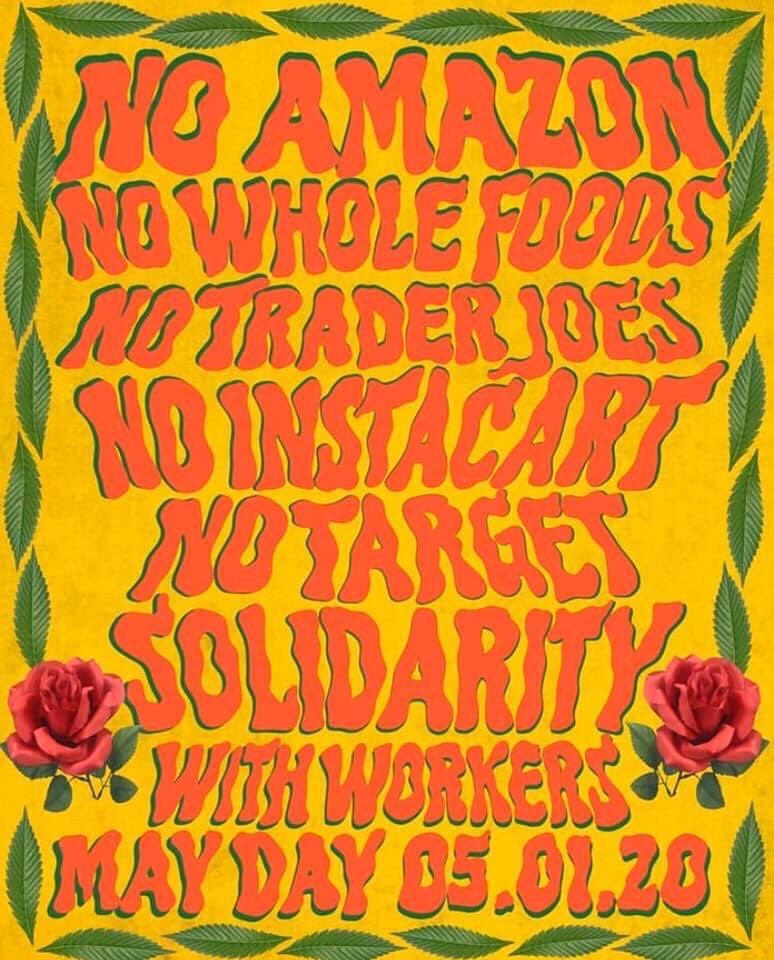 NO AMAZON
NO WHOLE FOODS
NO TRADER JOES
NO INSTACART
NO TARGET
SOLIDARITY
WITH WORKERS
MAY DAY 05.01.20